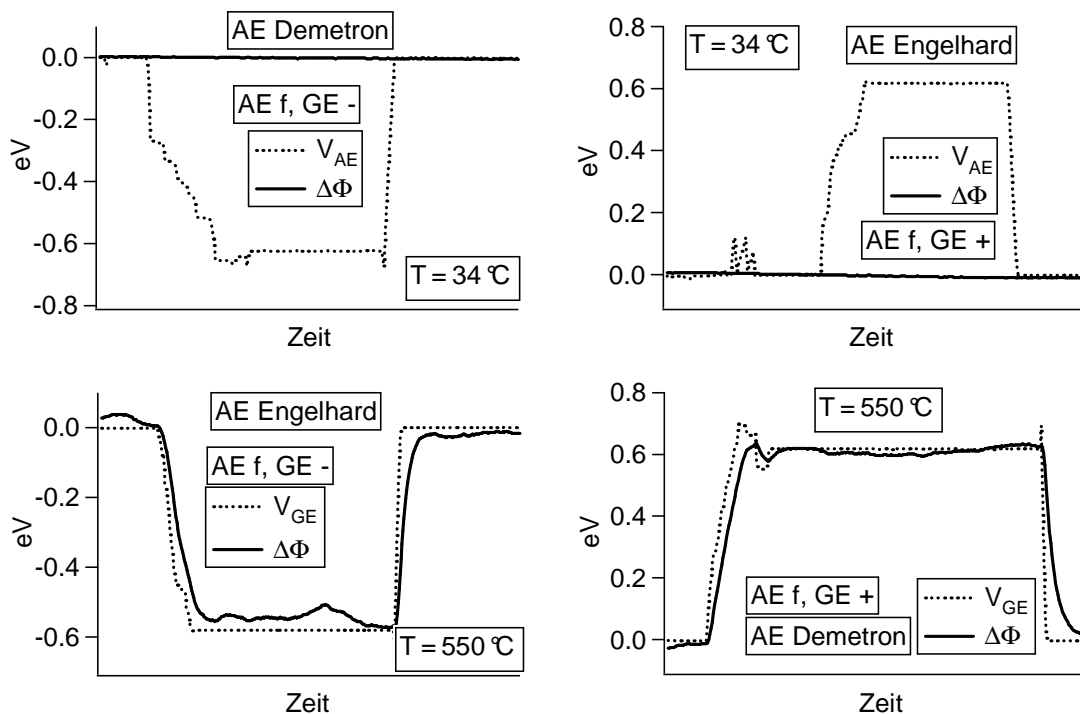 AE Demetron
0.0
-0.2
-0.4
-0.6
-0.8
eV
AE f, GE -
V_AE
ΔΦ
T = 34 °C
Zeit
0.8
0.6
0.4
0.2
0.0
eV
T = 34 °C
AE Engelhard
V_AE
ΔΦ
AE f, GE +
Zeit
0.0
-0.2
-0.4
-0.6
eV
AE Engelhard
AE f, GE -
V_GE
ΔΦ
T = 550 °C
Zeit
0.8
0.6
0.4
0.2
0.0
eV
T = 550 °C
AE f, GE +
AE Demetron
V_GE
ΔΦ
Zeit